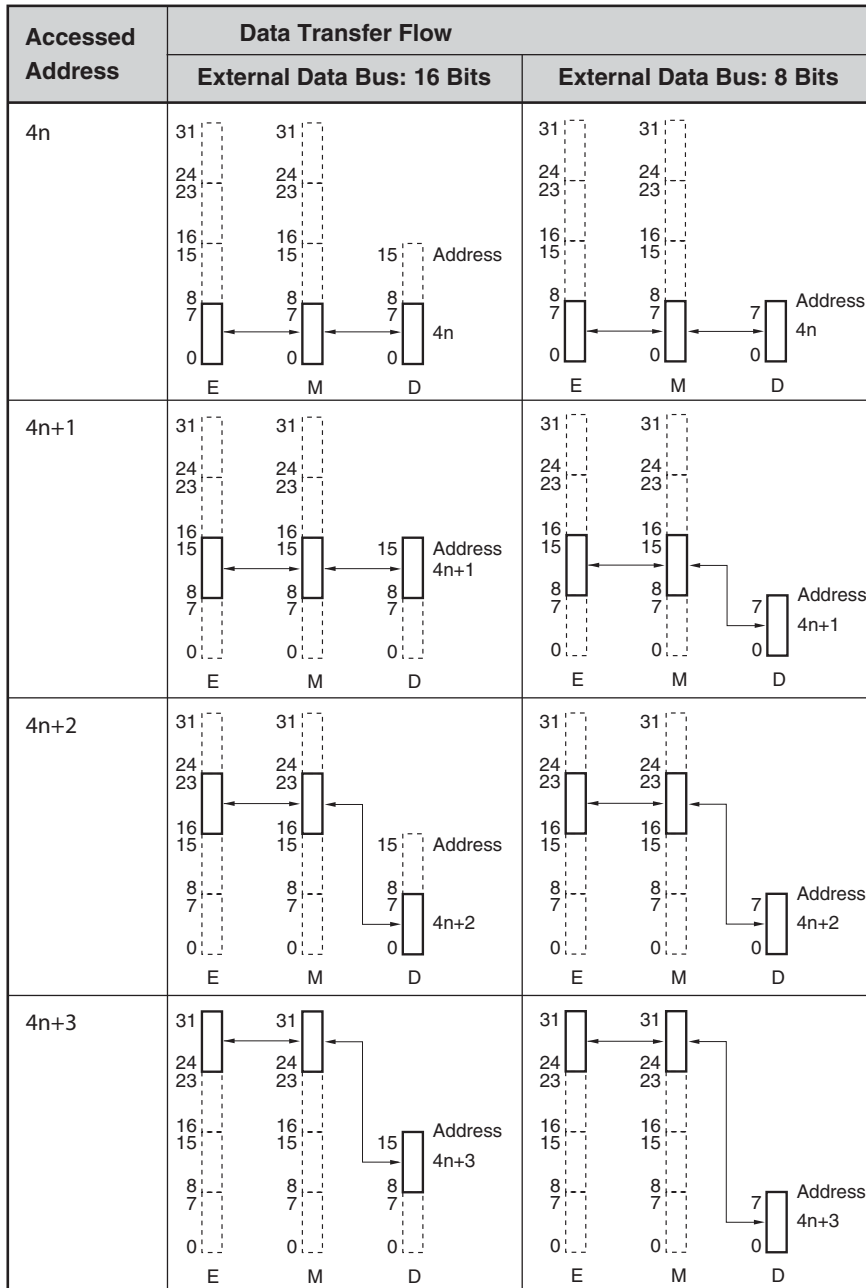 Accessed Address
Data Transfer Flow
External Data Bus: 16 Bits
External Data Bus: 8 Bits
4n
31 31
24 24
23 23
16 16
15 15 15 Address
8 8 8
7 7 7 4n
0 0 0
E M D
31 31
24 24
23 23
16 16
15 15
8 8 Address
7 7 7 4n
0 0 0
E M D
4n+1
31 31
24 24
23 23
16 16
15 15 15 Address
4n+1
8 8 8
7 7 7
0 0 0
E M D
31 31
24 24
23 23
16 16
15 15
8 8 Address
7 7 7 4n+1
0 0 0
E M D
4n+2
31 31
24 24
23 23
16 16
15 15 15 Address
8 8 8
7 7 7 4n+2
0 0 0
E M D
31 31
24 24
23 23
16 16
15 15
8 8 Address
7 7 7 4n+2
0 0 0
E M D
4n+3
31 31
24 24
23 23
16 16 Address
15 15 15 4n+3
8 8 8
7 7 7
0 0 0
E M D
31 31
24 24
23 23
16 16
15 15
8 8 Address
7 7 7 4n+3
0 0 0
E M D